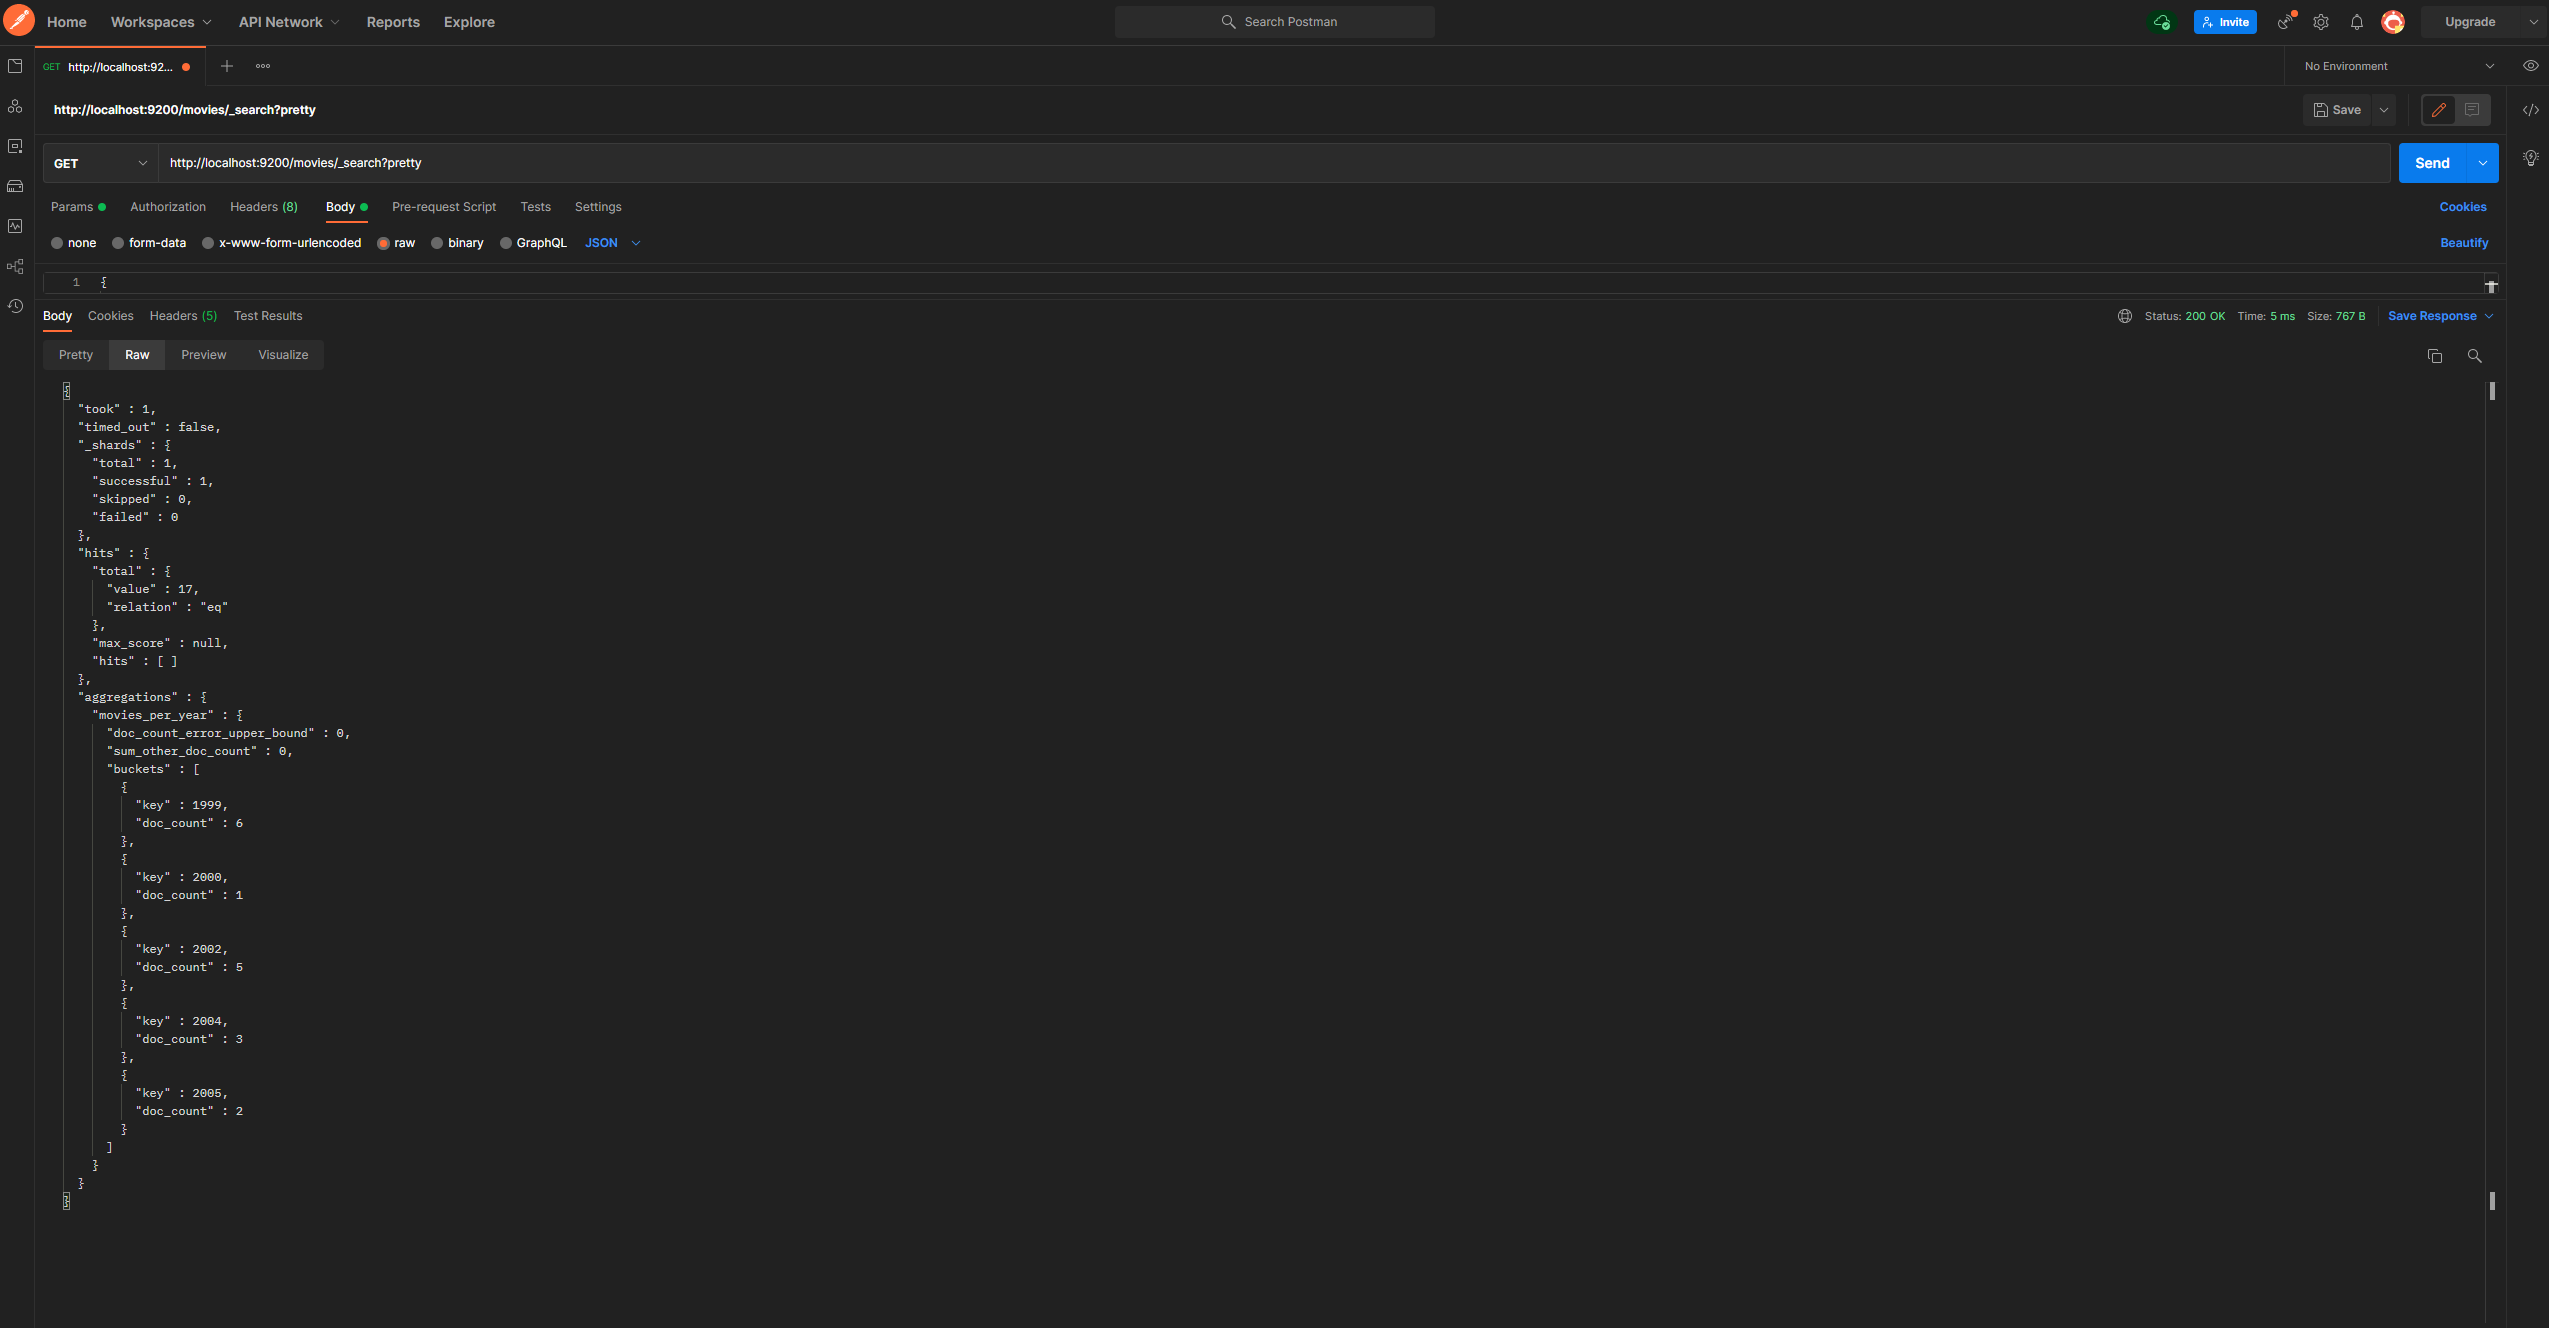 Home Workspaces API Network Reports Explore Search Postman Invite Upgrade
GET http://localhost:92... No Environment
http://localhost:9200/movies/_search?pretty Save
GET http://localhost:9200/movies/_search?pretty Send
Params Authorization Headers (8) Body Pre-request Script Tests Settings Cookies
none form-data x-www-form-urlencoded raw binary GraphQL JSON Beautify
1 {
Body Cookies Headers (5) Test Results Status: 200 OK Time: 5 ms Size: 767 B Save Response
Pretty Raw Preview Visualize
{
"took" : 1,
"timed_out" : false,
"_shards" : {
"total" : 1,
"successful" : 1,
"skipped" : 0,
"failed" : 0
},
"hits" : {
"total" : {
"value" : 17,
"relation" : "eq"
},
"max_score" : null,
"hits" : [ ]
},
"aggregations" : {
"movies_per_year" : {
"doc_count_error_upper_bound" : 0,
"sum_other_doc_count" : 0,
"buckets" : [
{
"key" : 1999,
"doc_count" : 6
},
{
"key" : 2000,
"doc_count" : 1
},
{
"key" : 2002,
"doc_count" : 5
},
{
"key" : 2004,
"doc_count" : 3
},
{
"key" : 2005,
"doc_count" : 2
}
]
}
}
}